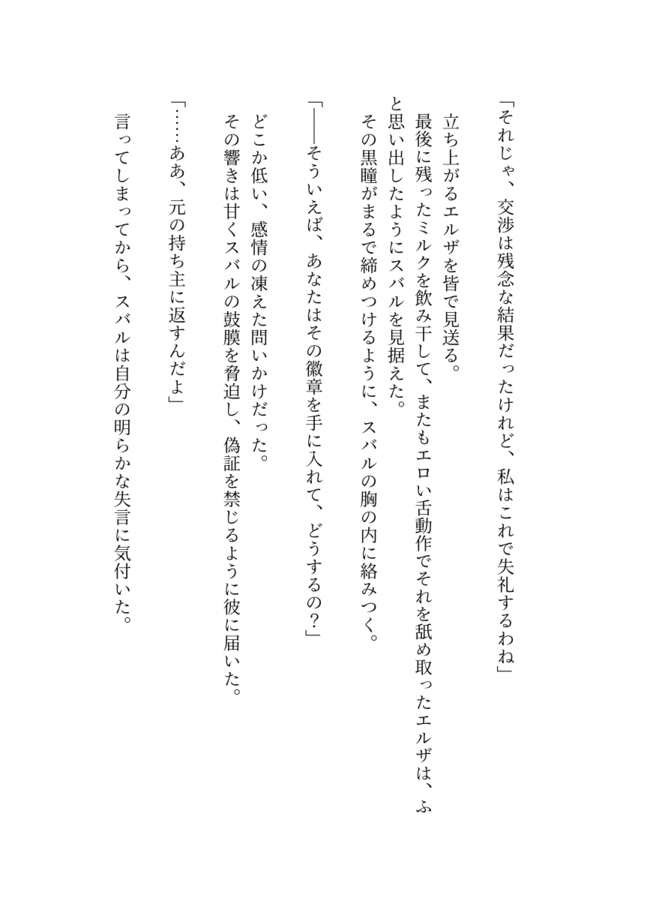 「それじゃ、交渉は残念な結果だったけれど、私はこれで失礼するわね」
立ち上がるエルザを皆で見送る。
最後に残ったミルクを飲み干して、またもエロい舌動作でそれを舐め取ったエルザは、ふ
と思い出したようにスバルを見据えた。
その黒瞳がまるで締めつけるように、スバルの胸の内に絡みつく。
「――そういえば、あなたはその徽章を手に入れて、どうするの？」
どこか低い、感情の凍えた問いかけだった。
その響きは甘くスバルの鼓膜を脅迫し、偽証を禁じるように彼に届いた。
「……ああ、元の持ち主に返すんだよ」
言ってしまってから、スバルは自分の明らかな失言に気付いた。